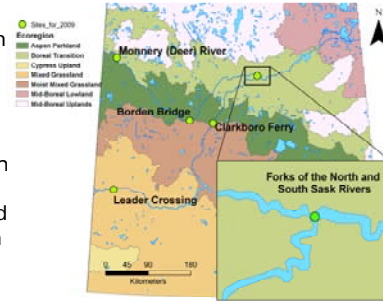 Sites_for_2009
Ecoregion
Aspen Parkland
Boreal Transition
Cypress Upland
Mixed Grassland
Moist Mixed Grassland
Mid-Boreal Lowland
Mid-Boreal Uplands
N
Monnery (Deer) River
Borden Bridge
Clarkboro Ferry
Leader Crossing
Forks of the North and
South Sask Rivers
0 45 90 180
Kilometers